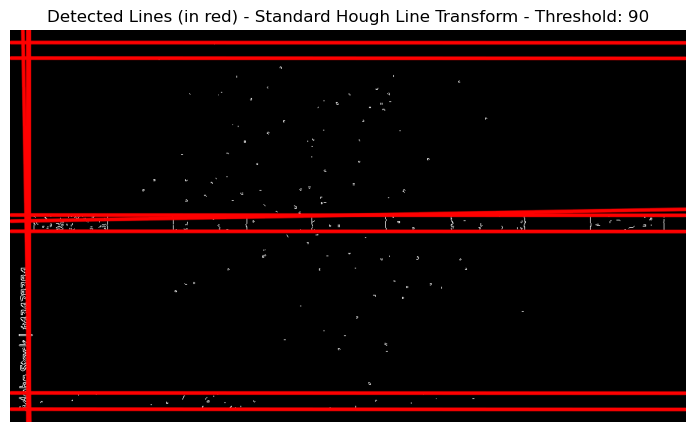 Detected Lines (in red) - Standard Hough Line Transform - Threshold: 90